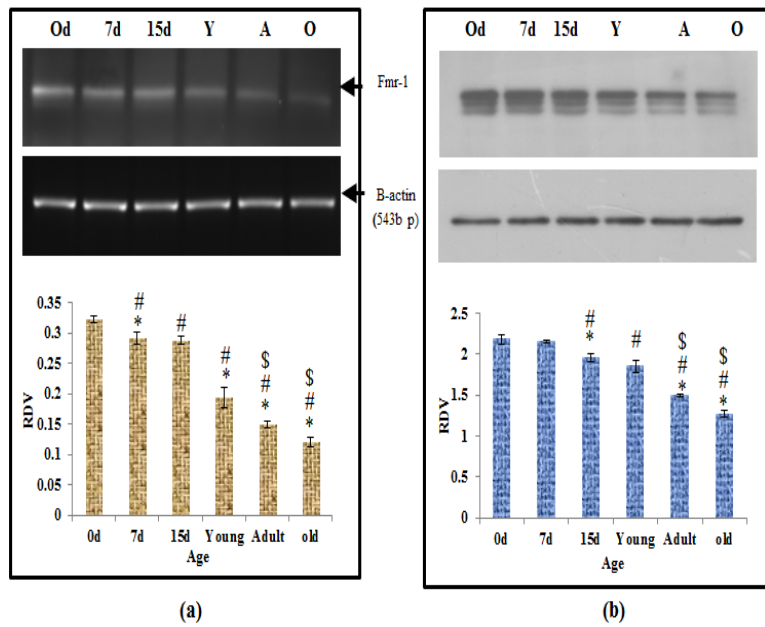 Od 7d 15d Y A O
Fmr-1
B-actin
(543b p)
0.35
0.3
0.25
0.2
0.15
0.1
0.05
0
RDV
#
*
#
#
*
$
#
*
$
#
*
0d 7d 15d Young Adult old
Age
(a)
Od 7d 15d Y A O
2.5
2
1.5
1
0.5
0
RDV
#
*
#
$
#
*
$
#
*
0d 7d 15d Young Adult old
Age
(b)